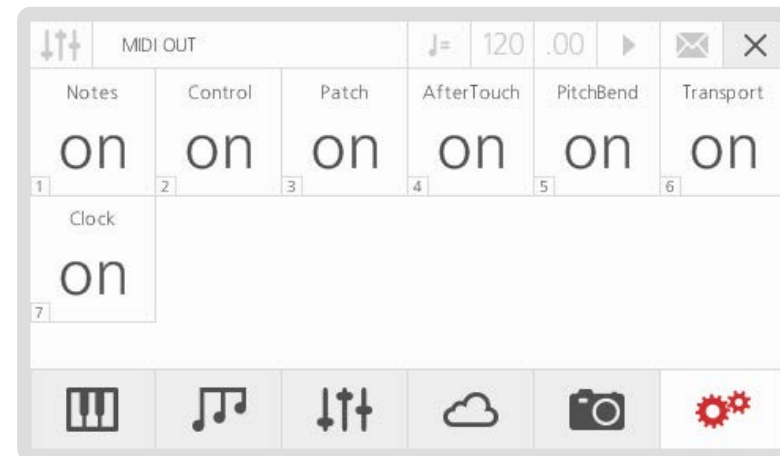 MIDI OUT ♩= 120 .00
Notes Control Patch AfterTouch PitchBend Transport
on on on on on on
1 2 3 4 5 6
Clock
on
7